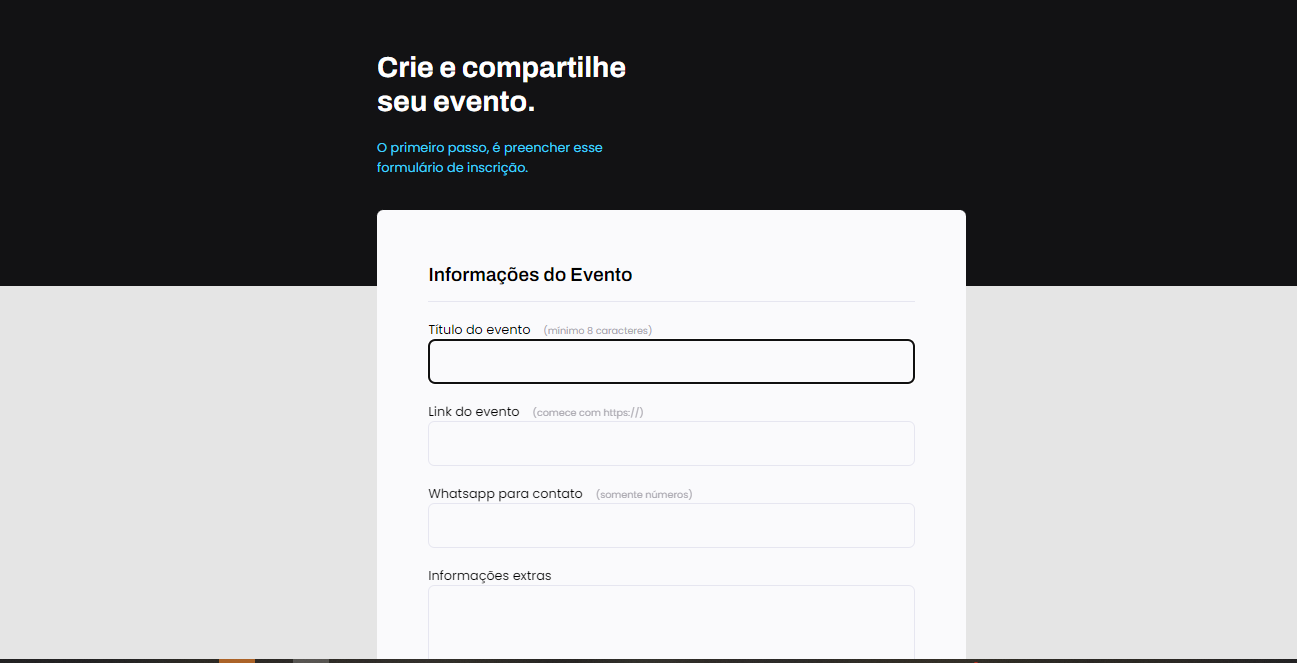 Crie e compartilhe
seu evento.
O primeiro passo, é preencher esse
formulário de inscrição.
Informações do Evento
Título do evento (mínimo 8 caracteres)
Link do evento (comece com https://)
Whatsapp para contato (somente números)
Informações extras